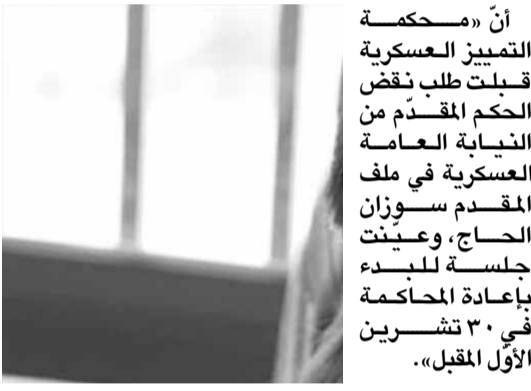 أنّ «محكمة
التمييز العسكرية
قبلت طلب نقض
الحكم المقدّم من
النيابة العامة
العسكرية في ملف
المقدم سوزان
الحاج، وعيّنت
جلسة للبدء
بإعادة المحاكمة
في ٣٠ تشرين
الأوّل المقبل».